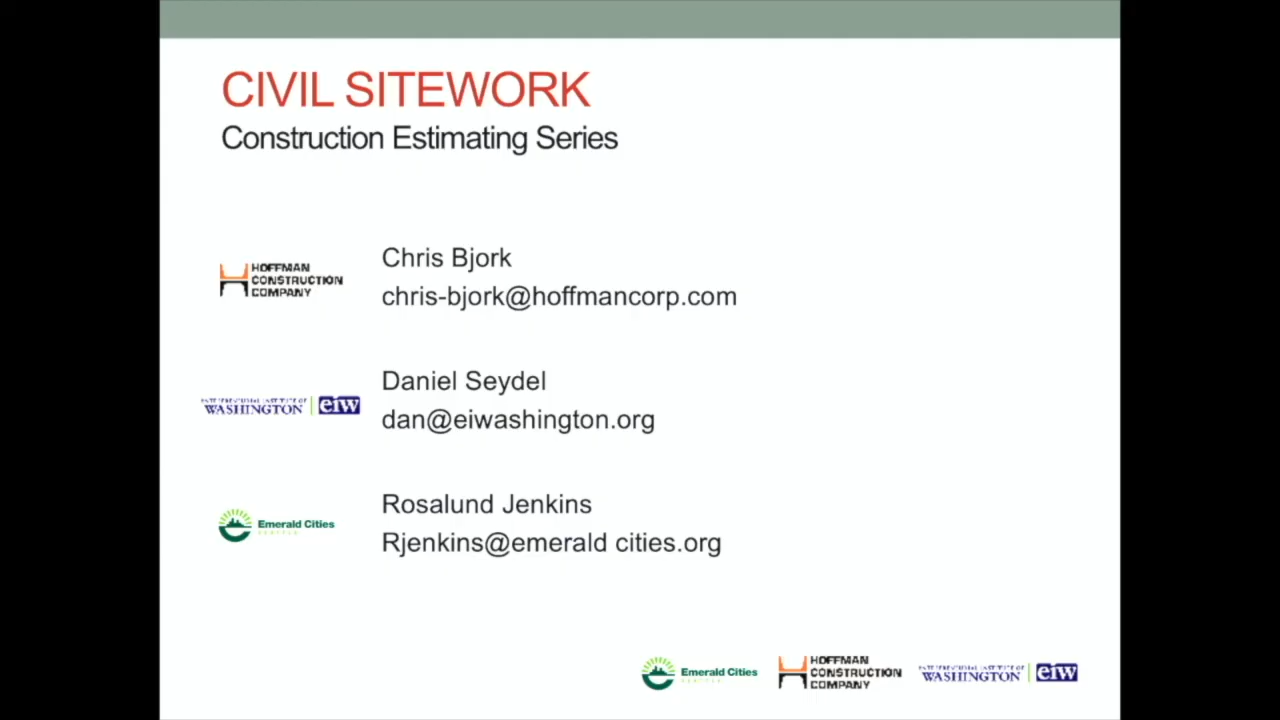 CIVIL SITEWORK
Construction Estimating Series
HOFFMAN
CONSTRUCTION
COMPANY
Chris Bjork
chris-bjork@hoffmancorp.com
WASHINGTON eiw
Daniel Seydel
dan@eiwashington.org
Emerald Cities
Rosalund Jenkins
Rjenkins@emerald cities.org
Emerald Cities
HOFFMAN
CONSTRUCTION
COMPANY
WASHINGTON eiw